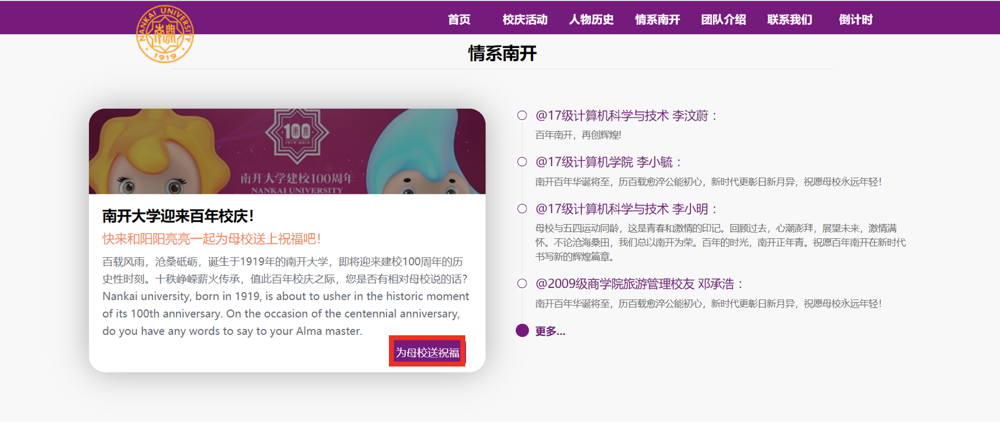 NANKAI UNIVERSITY
南開
1919
首页 校庆活动 人物历史 情系南开 团队介绍 联系我们 倒计时
情系南开
100
1919-2019
南开大学建校100周年
NANKAI UNIVERSITY
南开大学迎来百年校庆！
快来和阳阳亮亮一起为母校送上祝福吧！
百载风雨，沧桑砥砺，诞生于1919年的南开大学，即将迎来建校100周年的历
史性时刻。十秩峥嵘薪火传承，值此百年校庆之际，您是否有相对母校说的话?
Nankai university, born in 1919, is about to usher in the historic moment
of its 100th anniversary. On the occasion of the centennial anniversary,
do you have any words to say to your Alma master.
为母校送祝福
@17级计算机科学与技术 李汶蔚：
百年南开，再创辉煌!
@17级计算机学院 李小毓：
南开百年华诞将至，历百载愈淬公能初心，新时代更彰日新月异，祝愿母校永远年轻！
@17级计算机科学与技术 李小明：
母校与五四运动同龄，这是青春和激情的印记。回顾过去，心潮澎拜，展望未来，激情满
怀。不论沧海桑田，我们总以南开为荣。百年的时光，南开正年青。祝愿百年南开在新时代
书写新的辉煌篇章。
@2009级商学院旅游管理校友 邓承浩：
南开百年华诞将至，历百载愈淬公能初心，新时代更彰日新月异，祝愿母校永远年轻！
更多...